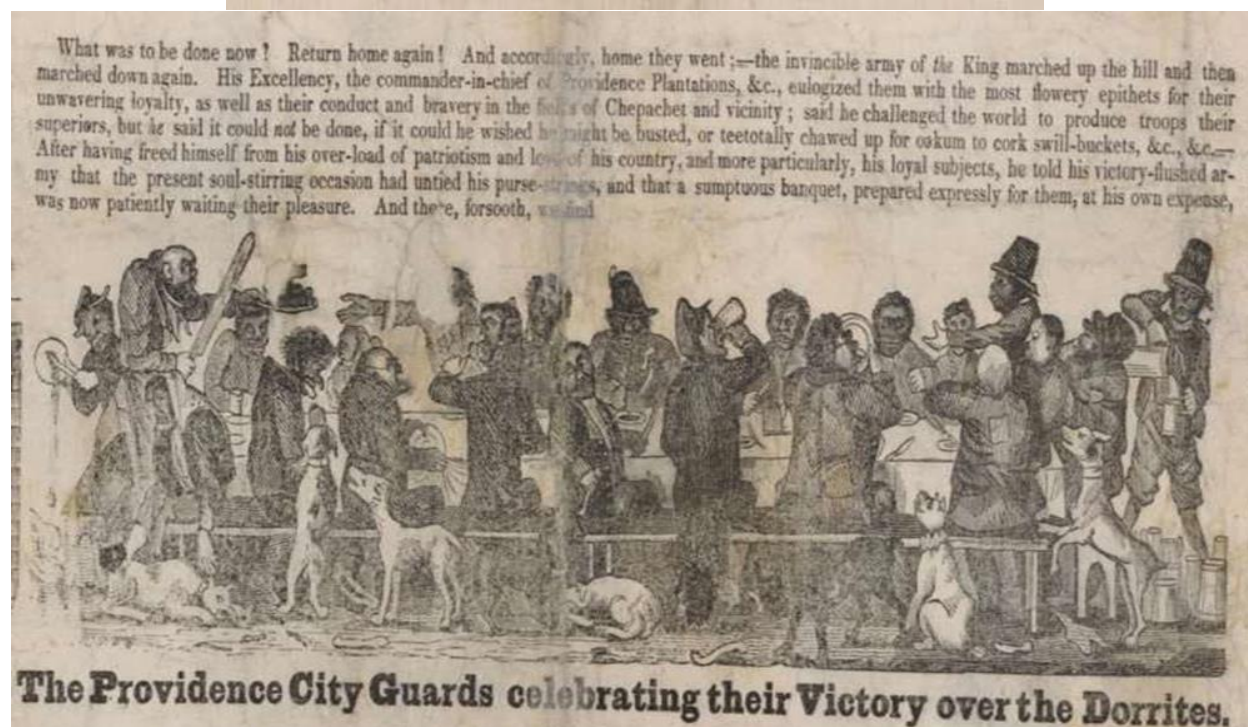 What was to be done now ! Return home again ! And accordingly, home they went ;—the invincible army of the King marched up the hill and then
marched down again. His Excellency, the commander-in-chief of Providence Plantations, &c., eulogized them with the most flowery epithets for their
unwavering loyalty, as well as their conduct and bravery in the fields of Chepachet and vicinity ; said he challenged the world to produce troops their
superiors, but he said it could not be done, if it could he wished he might be busted, or teetotally chawed up for oakum to cork swill-buckets, &c., &c.—
After having freed himself from his over-load of patriotism and love of his country, and more particularly, his loyal subjects, he told his victory-flushed ar-
my that the present soul-stirring occasion had untied his purse-strings, and that a sumptuous banquet, prepared expressly for them, at his own expense,
was now patiently waiting their pleasure. And there, forsooth, we find
The Providence City Guards celebrating their Victory over the Dorrites.